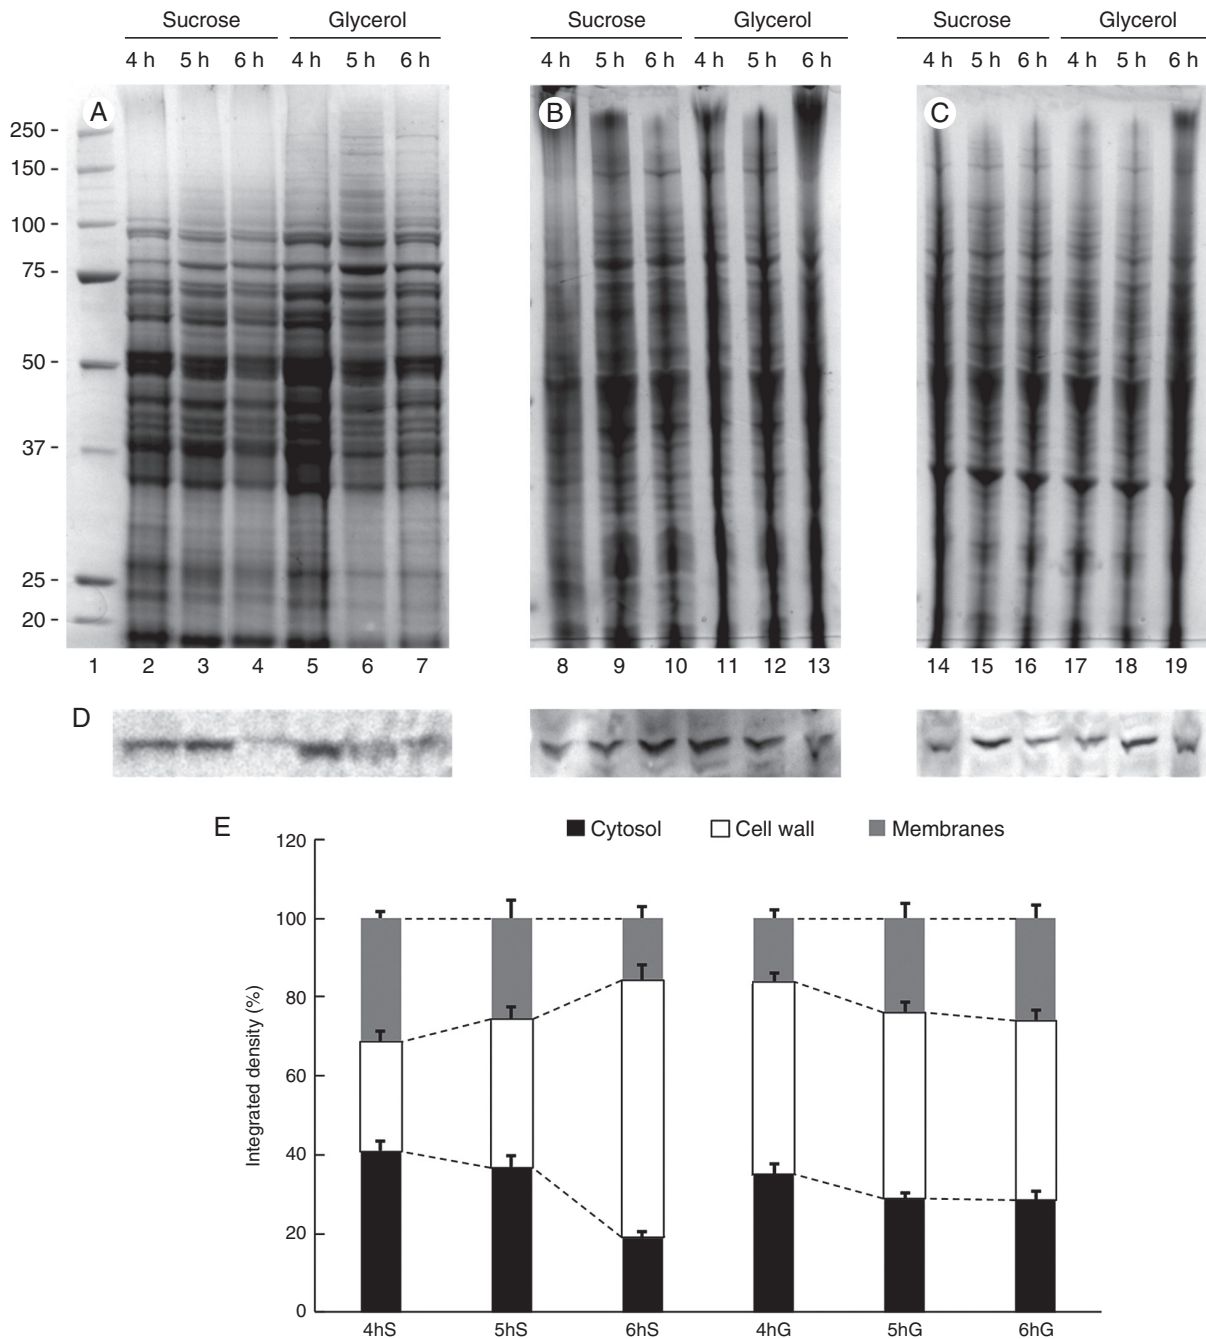 Sucrose Glycerol Sucrose Glycerol Sucrose Glycerol
4 h 5 h 6 h 4 h 5 h 6 h 4 h 5 h 6 h 4 h 5 h 6 h 4 h 5 h 6 h 4 h 5 h 6 h
A B C
250 -
150 -
100 -
75 -
50 -
37 -
25 -
20 -
1 2 3 4 5 6 7 8 9 10 11 12 13 14 15 16 17 18 19
D
E
Cytosol Cell wall Membranes
Integrated density (%)
120
100
80
60
40
20
0
4hS 5hS 6hS 4hG 5hG 6hG